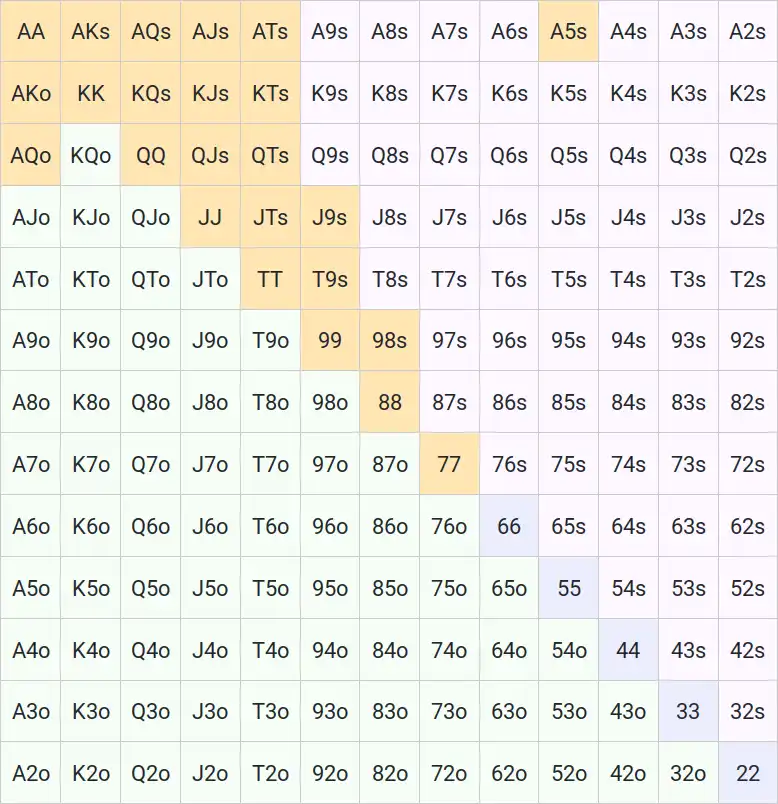 AA AKs AQs AJs ATs A9s A8s A7s A6s A5s A4s A3s A2s
AKo KK KQs KJs KTs K9s K8s K7s K6s K5s K4s K3s K2s
AQo KQo QQ QJs QTs Q9s Q8s Q7s Q6s Q5s Q4s Q3s Q2s
AJo KJo QJo JJ JTs J9s J8s J7s J6s J5s J4s J3s J2s
ATo KTo QTo JTo TT T9s T8s T7s T6s T5s T4s T3s T2s
A9o K9o Q9o J9o T9o 99 98s 97s 96s 95s 94s 93s 92s
A8o K8o Q8o J8o T8o 98o 88 87s 86s 85s 84s 83s 82s
A7o K7o Q7o J7o T7o 97o 87o 77 76s 75s 74s 73s 72s
A6o K6o Q6o J6o T6o 96o 86o 76o 66 65s 64s 63s 62s
A5o K5o Q5o J5o T5o 95o 85o 75o 65o 55 54s 53s 52s
A4o K4o Q4o J4o T4o 94o 84o 74o 64o 54o 44 43s 42s
A3o K3o Q3o J3o T3o 93o 83o 73o 63o 53o 43o 33 32s
A2o K2o Q2o J2o T2o 92o 82o 72o 62o 52o 42o 32o 22